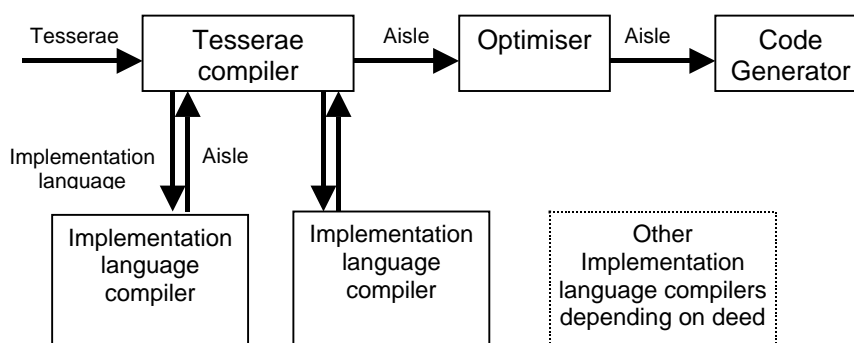 Tesserae
Tesserae
compiler
Aisle
Optimiser
Aisle
Code
Generator
Implementation
language
Aisle
Implementation
language
compiler
Implementation
language
compiler
Other
Implementation
language compilers
depending on deed